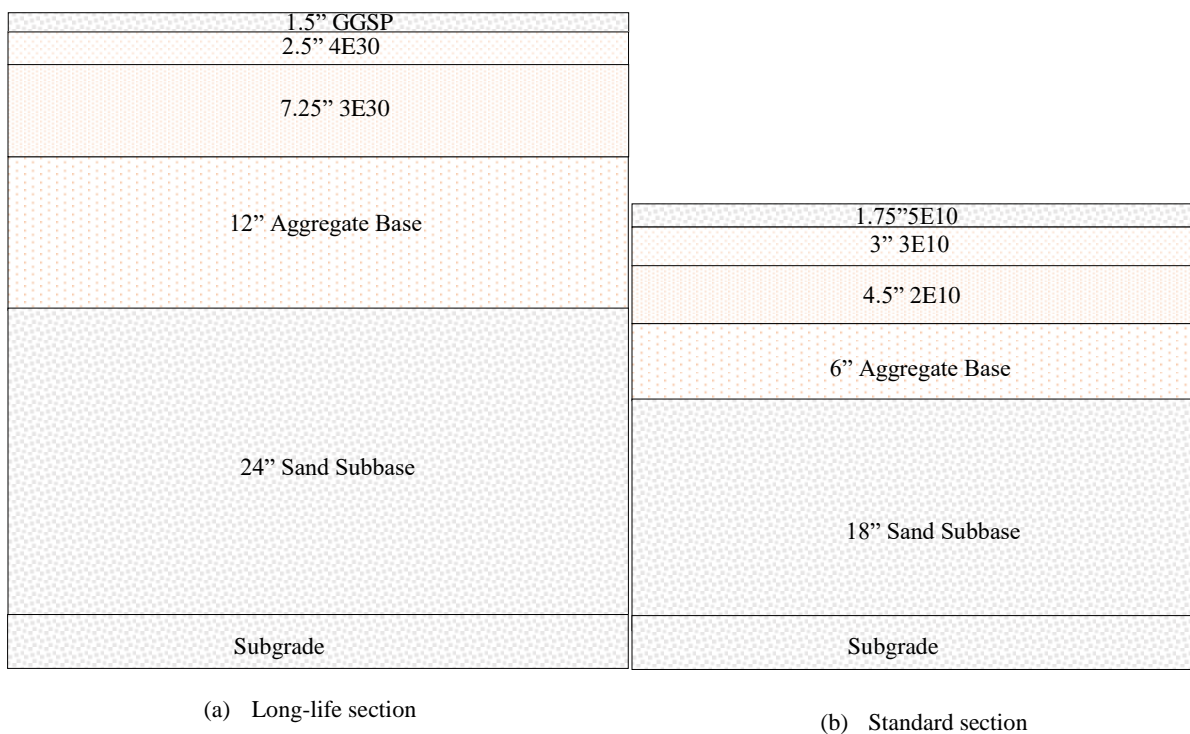 1.5” GGSP
2.5” 4E30
7.25” 3E30
12” Aggregate Base
24” Sand Subbase
Subgrade
(a) Long-life section
1.75”5E10
3” 3E10
4.5” 2E10
6” Aggregate Base
18” Sand Subbase
Subgrade
(b) Standard section